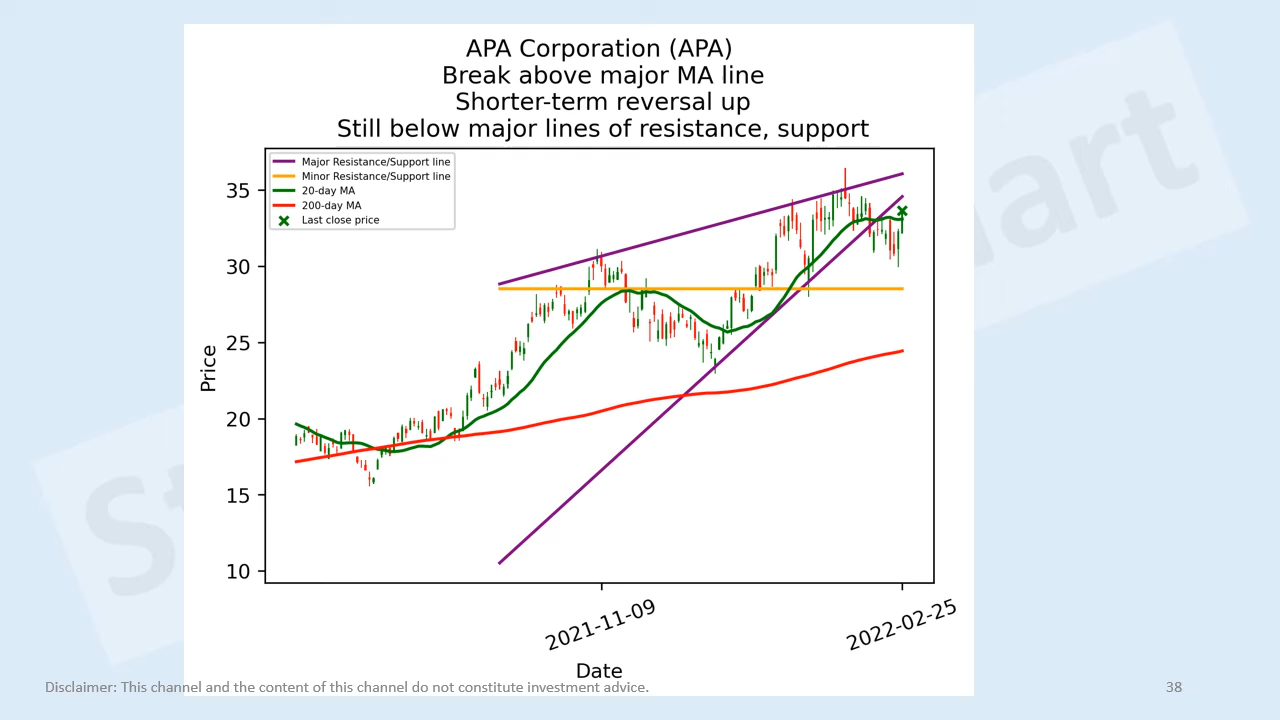 APA Corporation (APA)
Break above major MA line
Shorter-term reversal up
Still below major lines of resistance, support
Major Resistance/Support line
Minor Resistance/Support line
20-day MA
200-day MA
Last close price
35
30
25
20
15
10
Price
2021-11-09
2022-02-25
Date
Disclaimer: This channel and the content of this channel do not constitute investment advice.
38